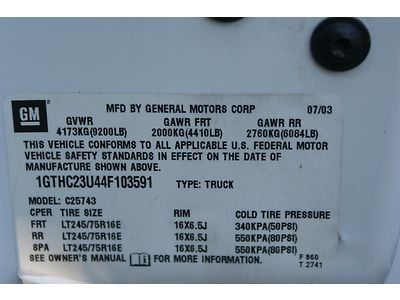 GM
MFD BY GENERAL MOTORS CORP 07/03
GVWR GAWR FRT GAWR RR
4173KG(9200LB) 2000KG(4410LB) 2760KG(6084LB)
THIS VEHICLE CONFORMS TO ALL APPLICABLE U.S. FEDERAL MOTOR
VEHICLE SAFETY STANDARDS IN EFFECT ON THE DATE OF
MANUFACTURE SHOWN ABOVE.
1GTHC23U44F103591 TYPE: TRUCK
MODEL: C25743
CPER TIRE SIZE RIM COLD TIRE PRESSURE
FRT LT245/75R16E 16X6.5J 340KPA(50PSI)
RR LT245/75R16E 16X6.5J 550KPA(80PSI)
SPA LT245/75R16E 16X6.5J 550KPA(80PSI)
SEE OWNER'S MANUAL i FOR MORE INFORMATION. F 860
T 2741